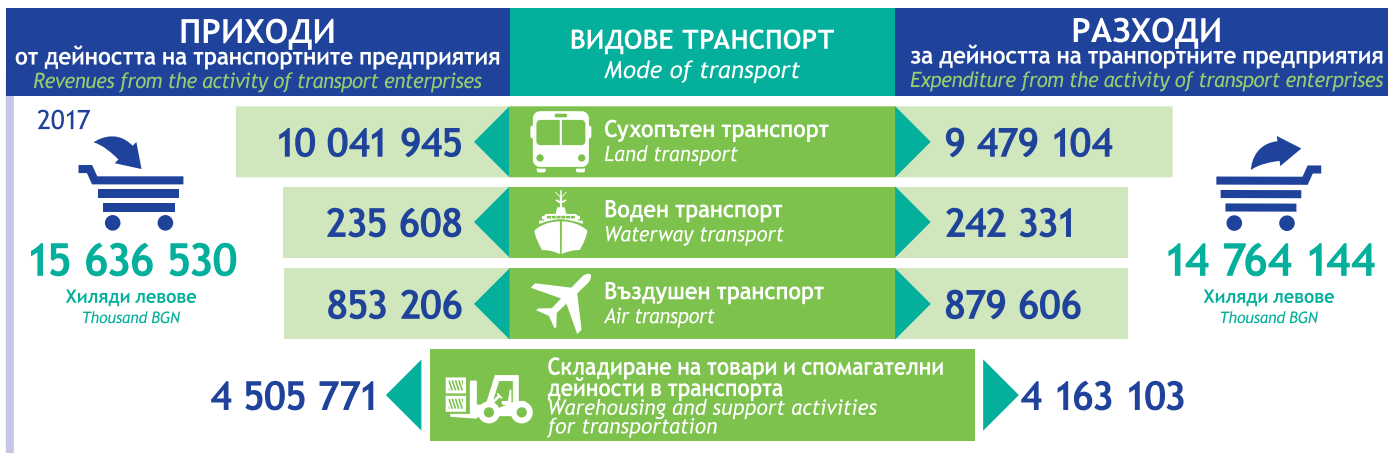 ПРИХОДИ
от дейността на транспортните предприятия
Revenues from the activity of transport enterprises
ВИДОВЕ ТРАНСПОРТ
Mode of transport
РАЗХОДИ
за дейността на транпортните предприятия
Expenditure from the activity of transport enterprises
2017
15 636 530
Хиляди левове
Thousand BGN
10 041 945
Сухопътен транспорт
Land transport
9 479 104
235 608
Воден транспорт
Waterway transport
242 331
853 206
Въздушен транспорт
Air transport
879 606
4 505 771
Складиране на товари и спомагателни
дейности в транспорта
Warehousing and support activities
for transportation
4 163 103
14 764 144
Хиляди левове
Thousand BGN